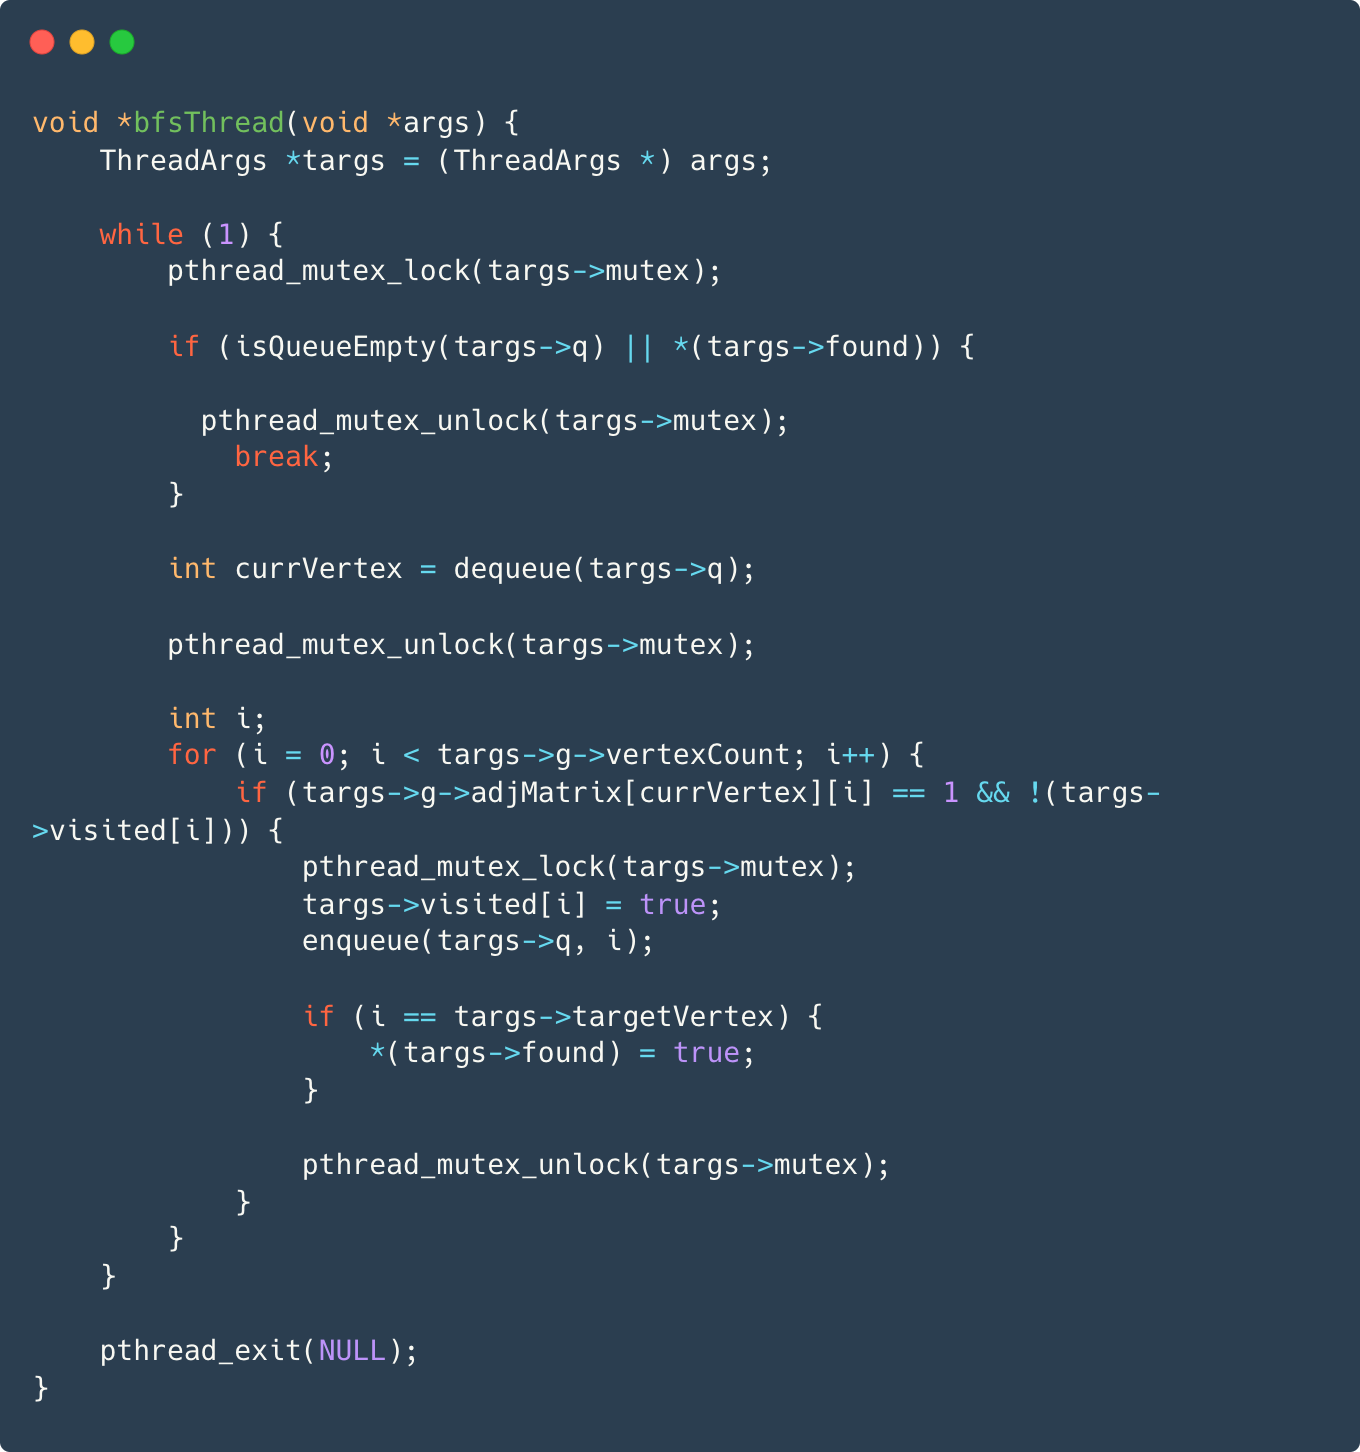 void *bfsThread(void *args) {
    ThreadArgs *targs = (ThreadArgs *) args;

    while (1) {
        pthread_mutex_lock(targs->mutex);

        if (isQueueEmpty(targs->q) || *(targs->found)) {

          pthread_mutex_unlock(targs->mutex);
            break;
        }

        int currVertex = dequeue(targs->q);

        pthread_mutex_unlock(targs->mutex);

        int i;
        for (i = 0; i < targs->g->vertexCount; i++) {
            if (targs->g->adjMatrix[currVertex][i] == 1 && !(targs-
>visited[i])) {
                pthread_mutex_lock(targs->mutex);
                targs->visited[i] = true;
                enqueue(targs->q, i);

                if (i == targs->targetVertex) {
                    *(targs->found) = true;
                }

                pthread_mutex_unlock(targs->mutex);
            }
        }
    }

    pthread_exit(NULL);
}